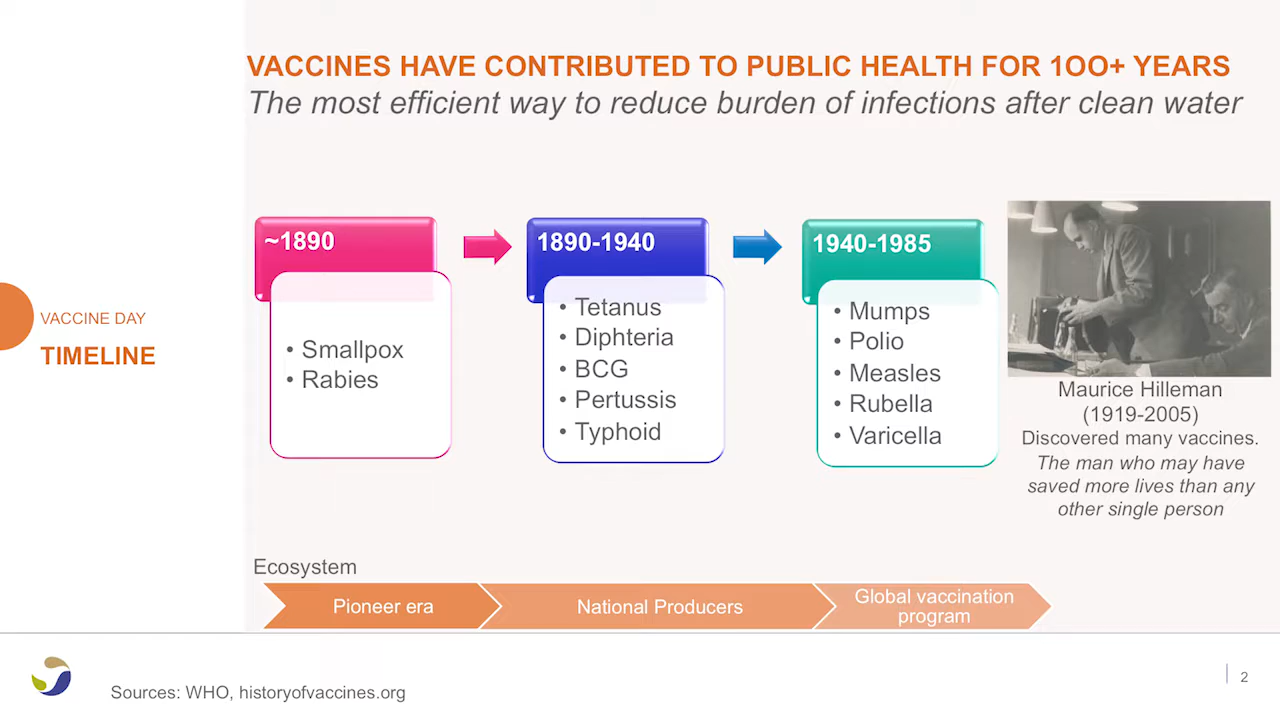 VACCINES HAVE CONTRIBUTED TO PUBLIC HEALTH FOR 1OO+ YEARS
The most efficient way to reduce burden of infections after clean water
VACCINE DAY
TIMELINE
~1890
• Smallpox
• Rabies
1890-1940
• Tetanus
• Diphteria
• BCG
• Pertussis
• Typhoid
1940-1985
• Mumps
• Polio
• Measles
• Rubella
• Varicella
Maurice Hilleman
(1919-2005)
Discovered many vaccines.
The man who may have
saved more lives than any
other single person
Ecosystem
Pioneer era
National Producers
Global vaccination
program
Sources: WHO, historyofvaccines.org
2